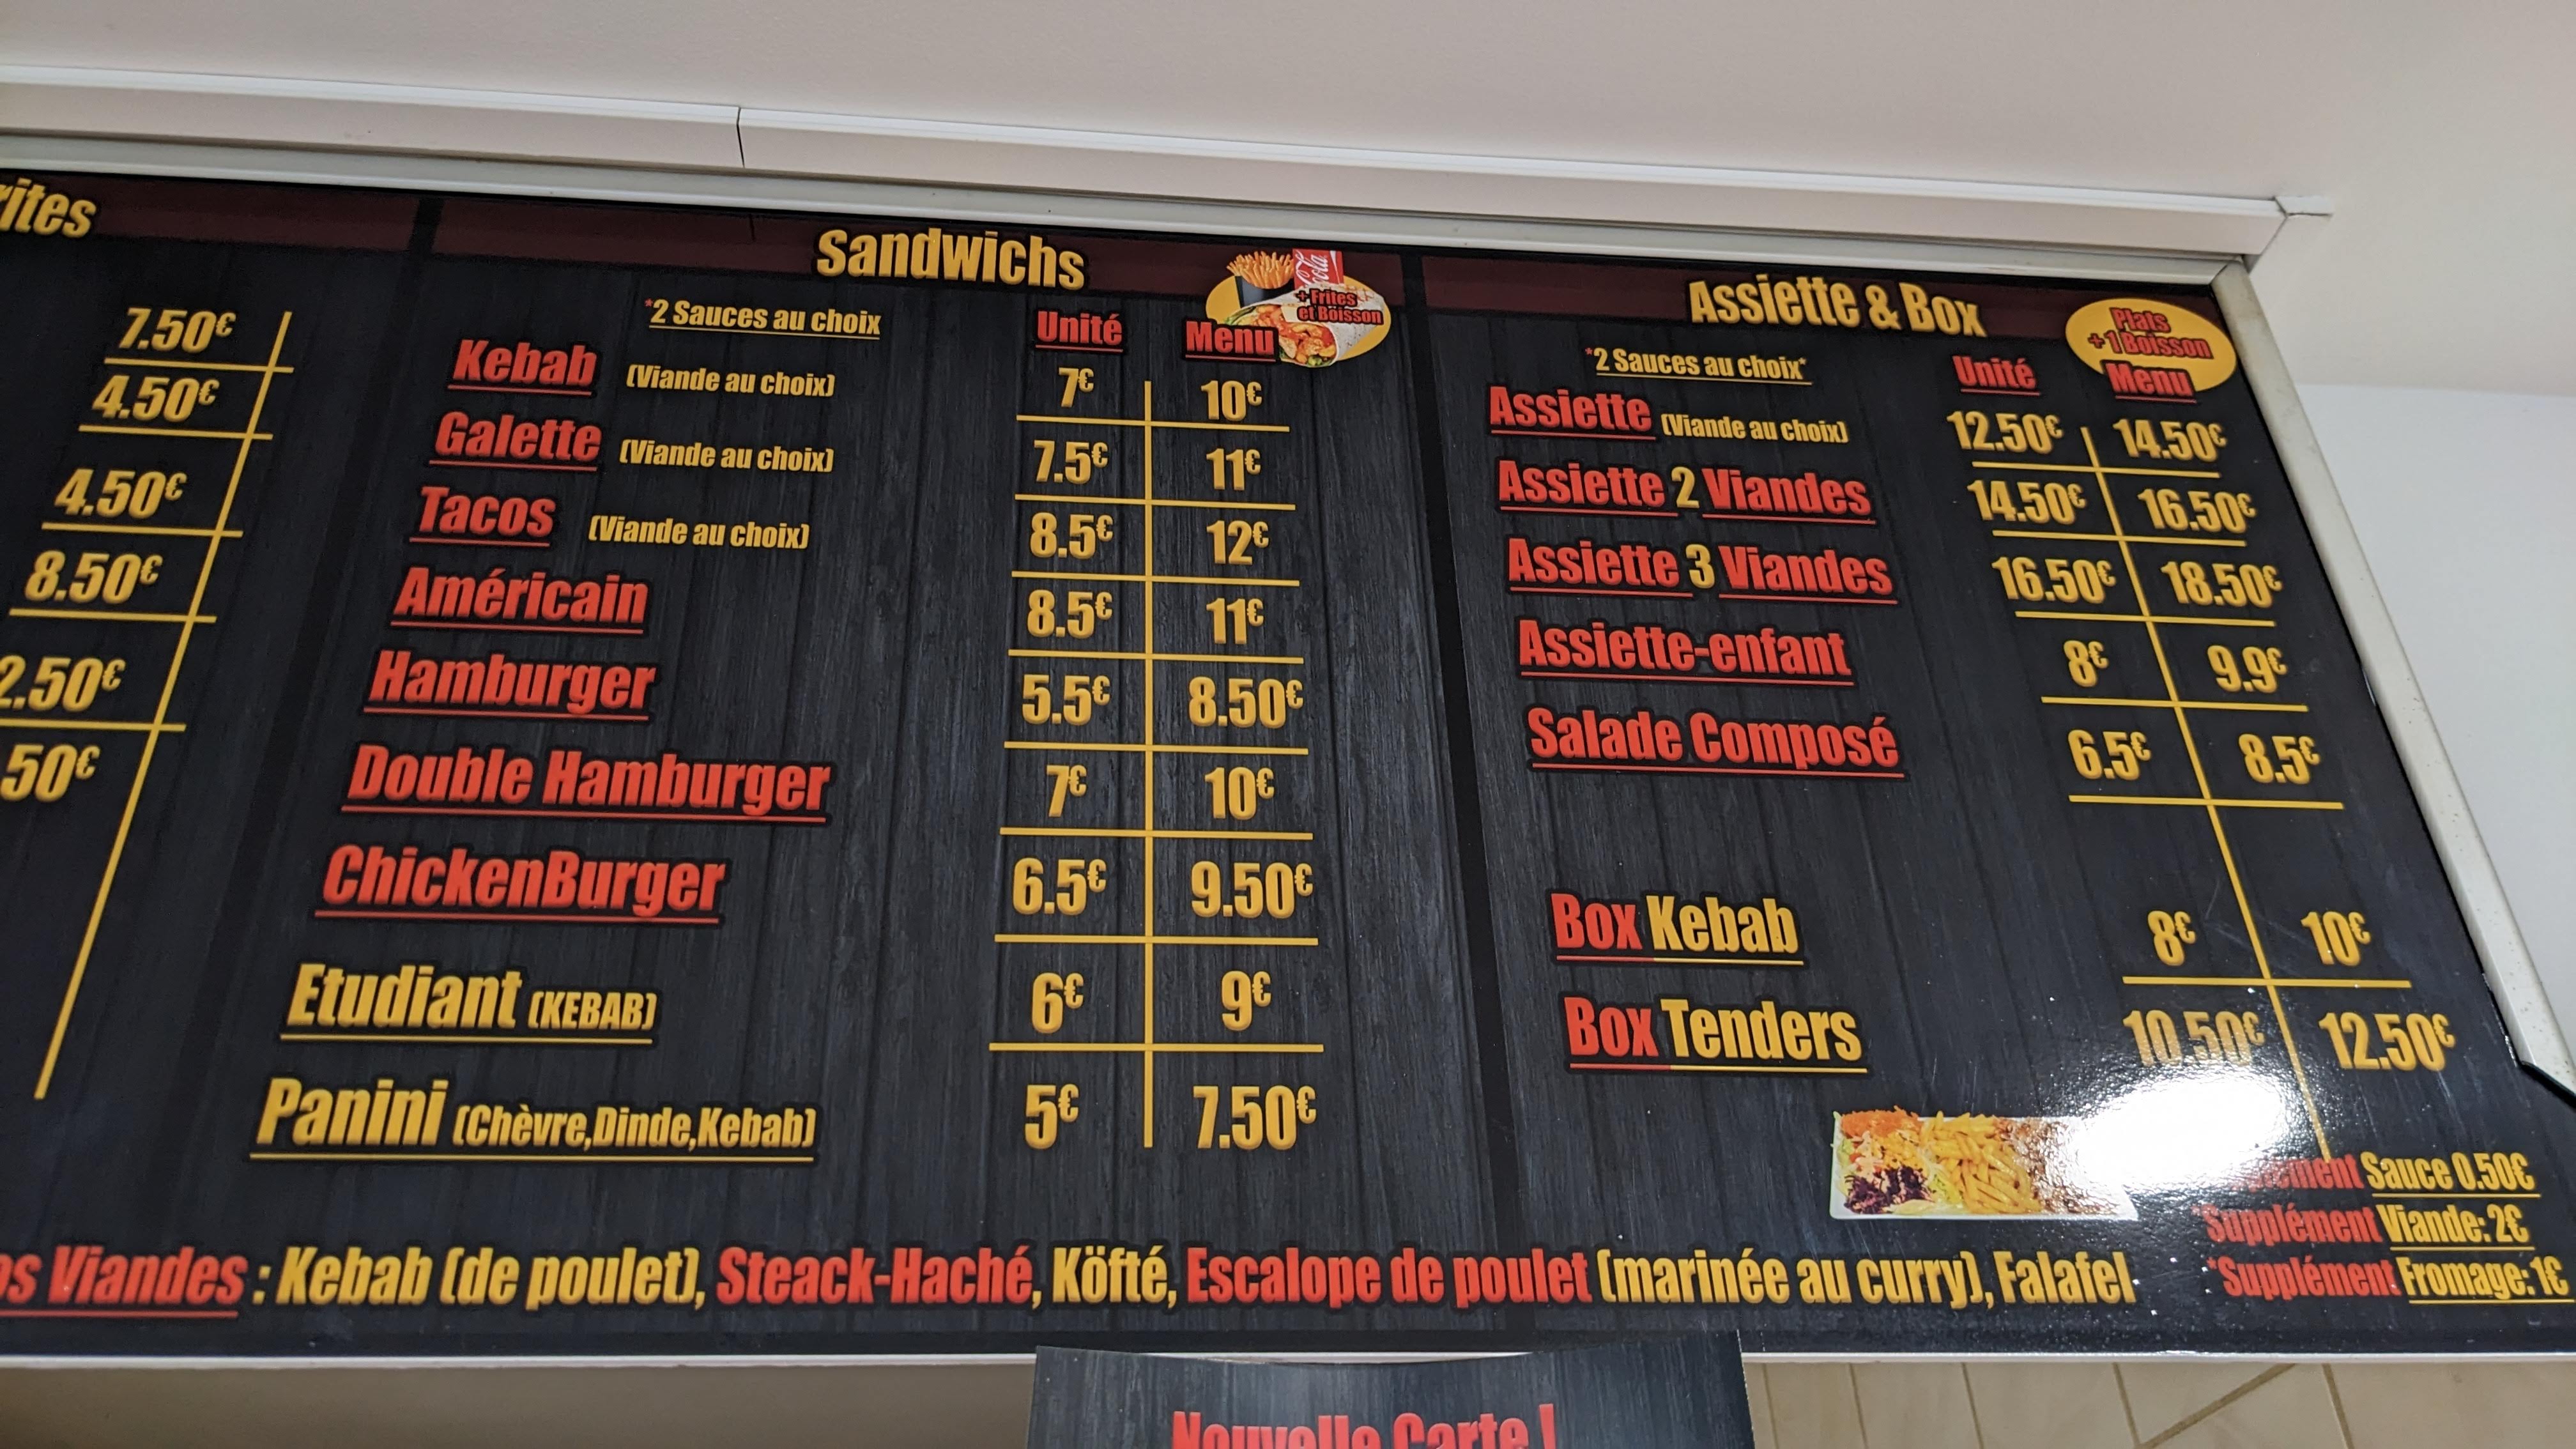 rites
7.50€
4.50€
4.50€
8.50€
2.50€
50€
Sandwichs
+ Frites
et Boisson
*2 Sauces au choix
Unité Menu
Kebab (Viande au choix) 7€ 10€
Galette (Viande au choix) 7.5€ 11€
Tacos (Viande au choix) 8.5€ 12€
Américain 8.5€ 11€
Hamburger 5.5€ 8.50€
Double Hamburger 7€ 10€
ChickenBurger 6.5€ 9.50€
Etudiant (KEBAB) 6€ 9€
Panini (Chèvre,Dinde,Kebab) 5€ 7.50€
Assiette & Box
Plats
+ 1 Boisson
*2 Sauces au choix*
Unité Menu
Assiette (Viande au choix) 12.50€ 14.50€
Assiette 2 Viandes 14.50€ 16.50€
Assiette 3 Viandes 16.50€ 18.50€
Assiette-enfant 8€ 9.9€
Salade Composé 6.5€ 8.5€
Box Kebab 8€ 10€
Box Tenders 10.50€ 12.50€
Sauce 0.50€
*Supplément Viande: 2€
*Supplément Fromage: 1€
os Viandes : Kebab (de poulet), Steack-Haché, Köfté, Escalope de poulet (marinée au curry), Falafel
Nouvelle Carte !